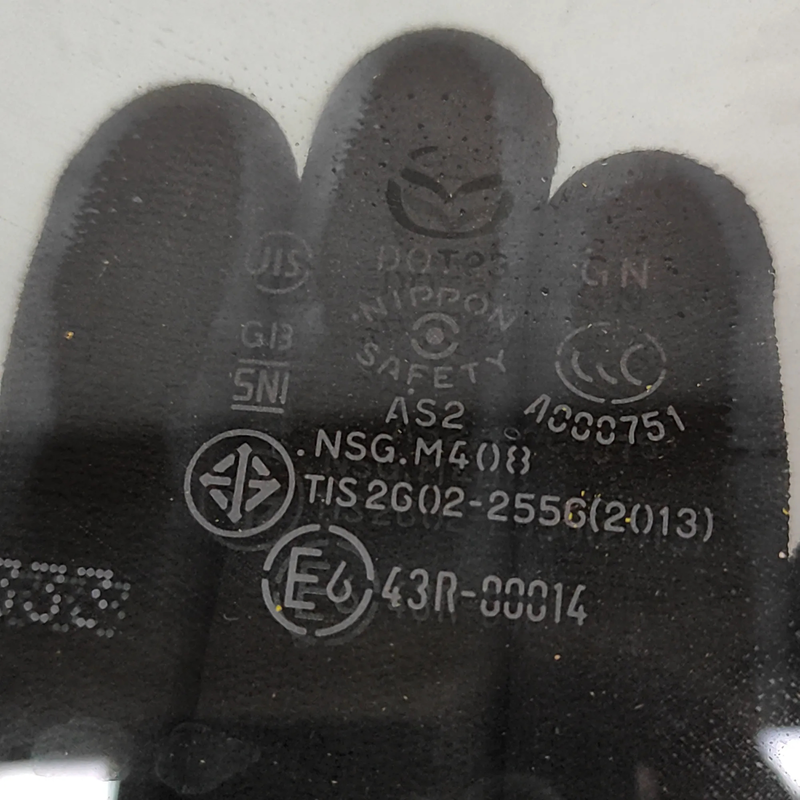 JIS
DOT
GN
NIPPON
SAFETY
GB
SNI
AS2
A000751
.NSG.M408
TIS 2602-2556(2013)
E6 43R-00014